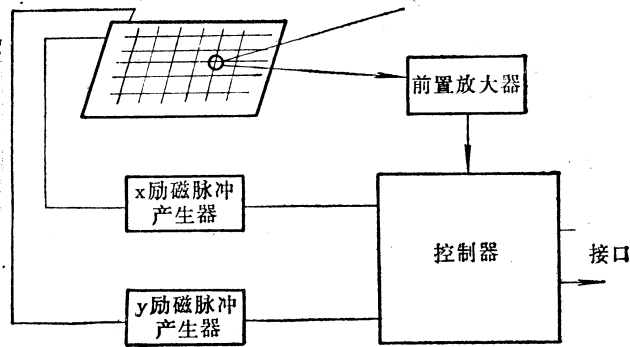 前置放大器
x励磁脉冲
产生器
控制器
接口
y励磁脉冲
产生器